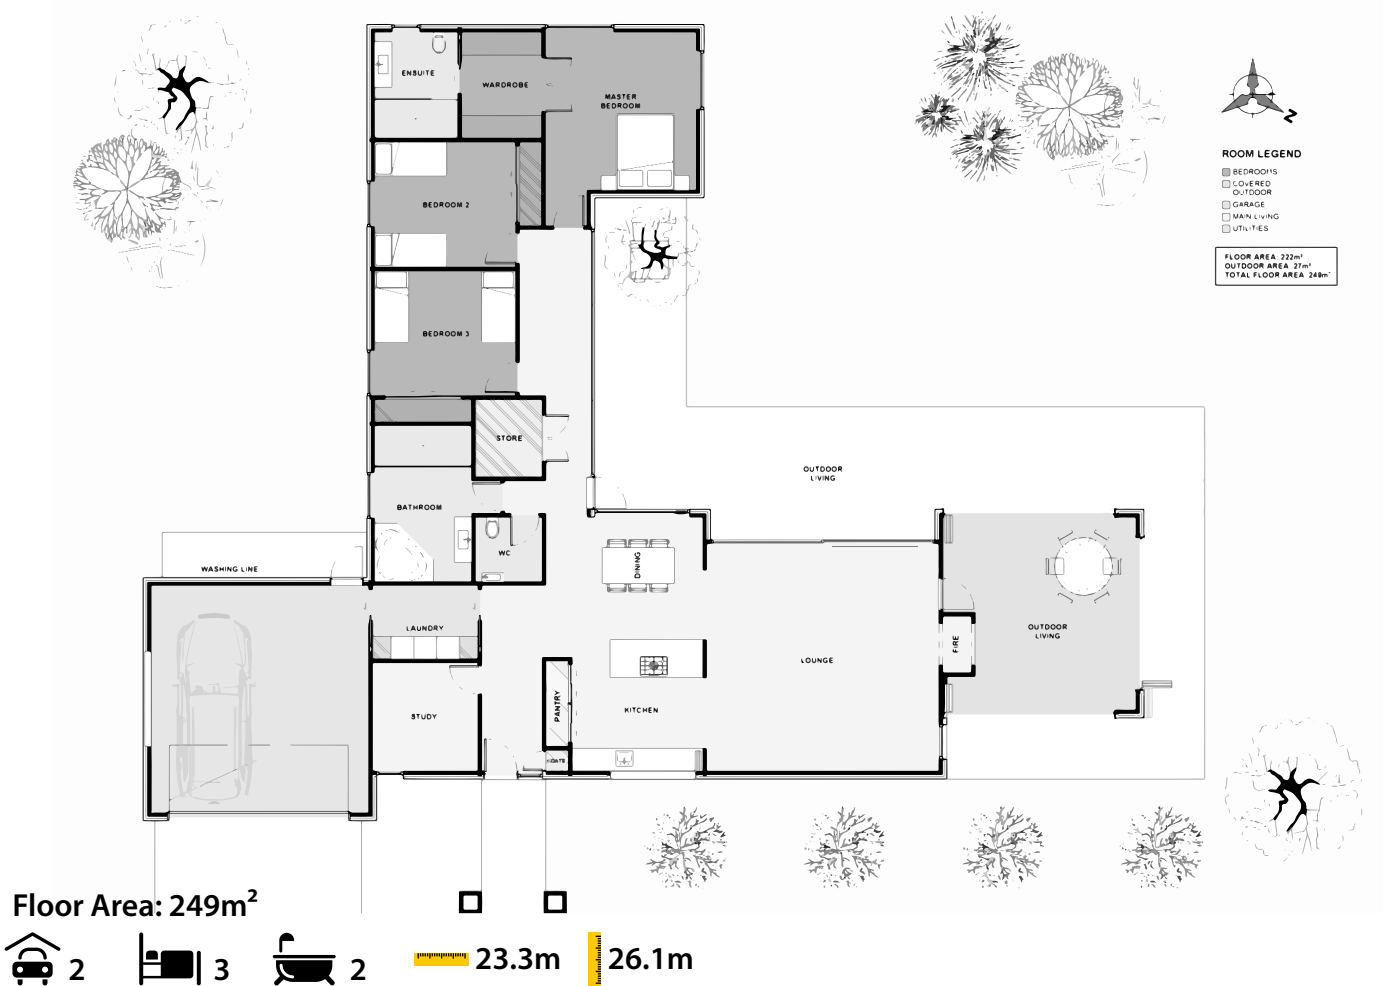 ENSUITE
WARDROBE
MASTER
BEDROOM
BEDROOM 2
BEDROOM 3
STORE
BATHROOM
WC
WASHING LINE
LAUNDRY
STUDY
PANTRY
KITCHEN
DINING
LOUNGE
FIRE
OUTDOOR
LIVING
OUTDOOR
LIVING
Z
ROOM LEGEND
BEDROOMS
COVERED
OUTDOOR
GARAGE
MAIN LIVING
UTILITIES
FLOOR AREA: 222m²
OUTDOOR AREA 27m²
TOTAL FLOOR AREA 249m²
Floor Area: 249m²
2 3 2 23.3m 26.1m